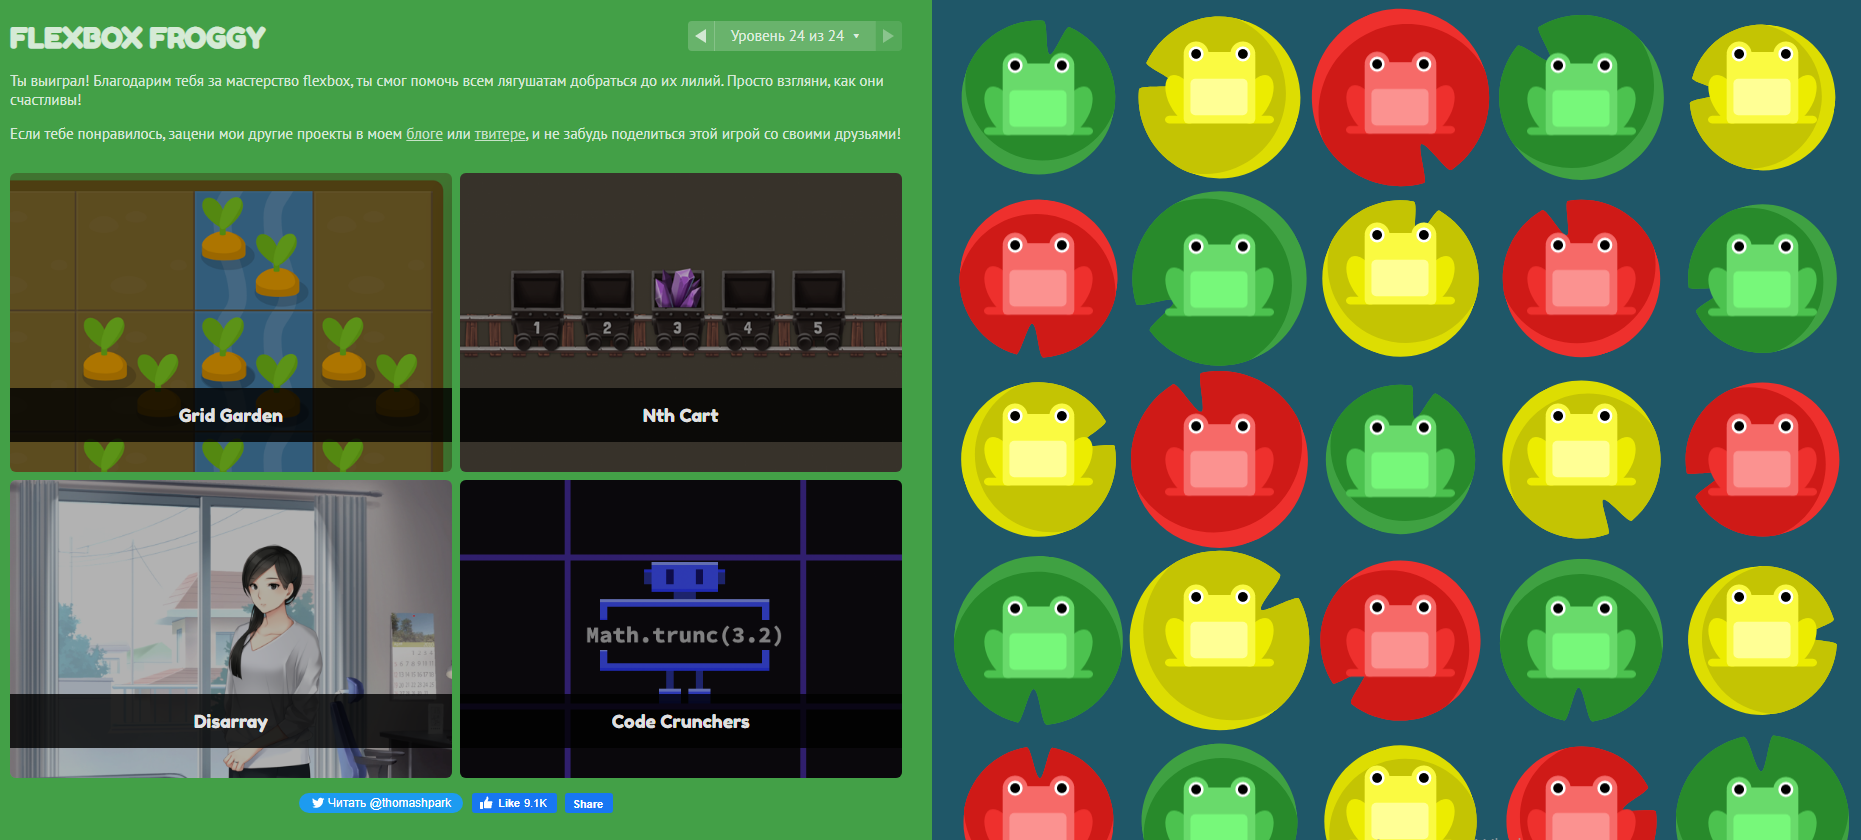 FLEXBOX FROGGY
Уровень 24 из 24
Ты выиграл! Благодарим тебя за мастерство flexbox, ты смог помочь всем лягушатам добраться до их лилий. Просто взгляни, как они
счастливы!
Если тебе понравилось, зацени мои другие проекты в моем блоге или твитере, и не забудь поделиться этой игрой со своими друзьями!
Grid Garden
1 2 3 4 5
Nth Cart
Disarray
Math.trunc(3.2)
Code Crunchers
Читать @thomashpark
Like 9.1K
Share